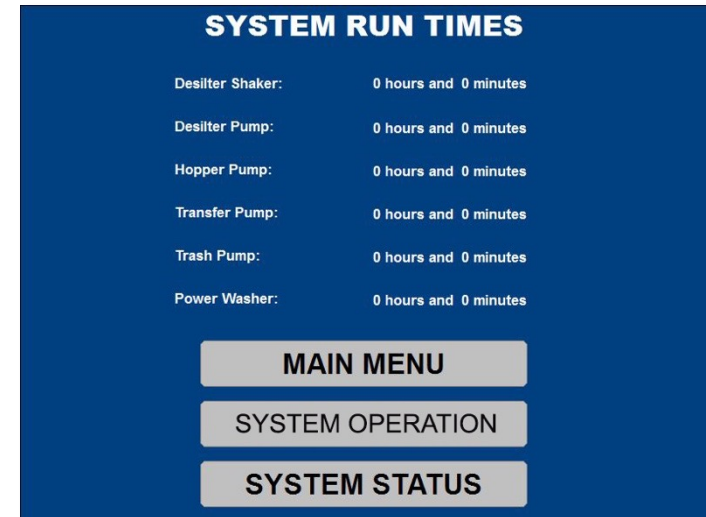 SYSTEM RUN TIMES
Desilter Shaker: 0 hours and 0 minutes
Desilter Pump: 0 hours and 0 minutes
Hopper Pump: 0 hours and 0 minutes
Transfer Pump: 0 hours and 0 minutes
Trash Pump: 0 hours and 0 minutes
Power Washer: 0 hours and 0 minutes
MAIN MENU
SYSTEM OPERATION
SYSTEM STATUS